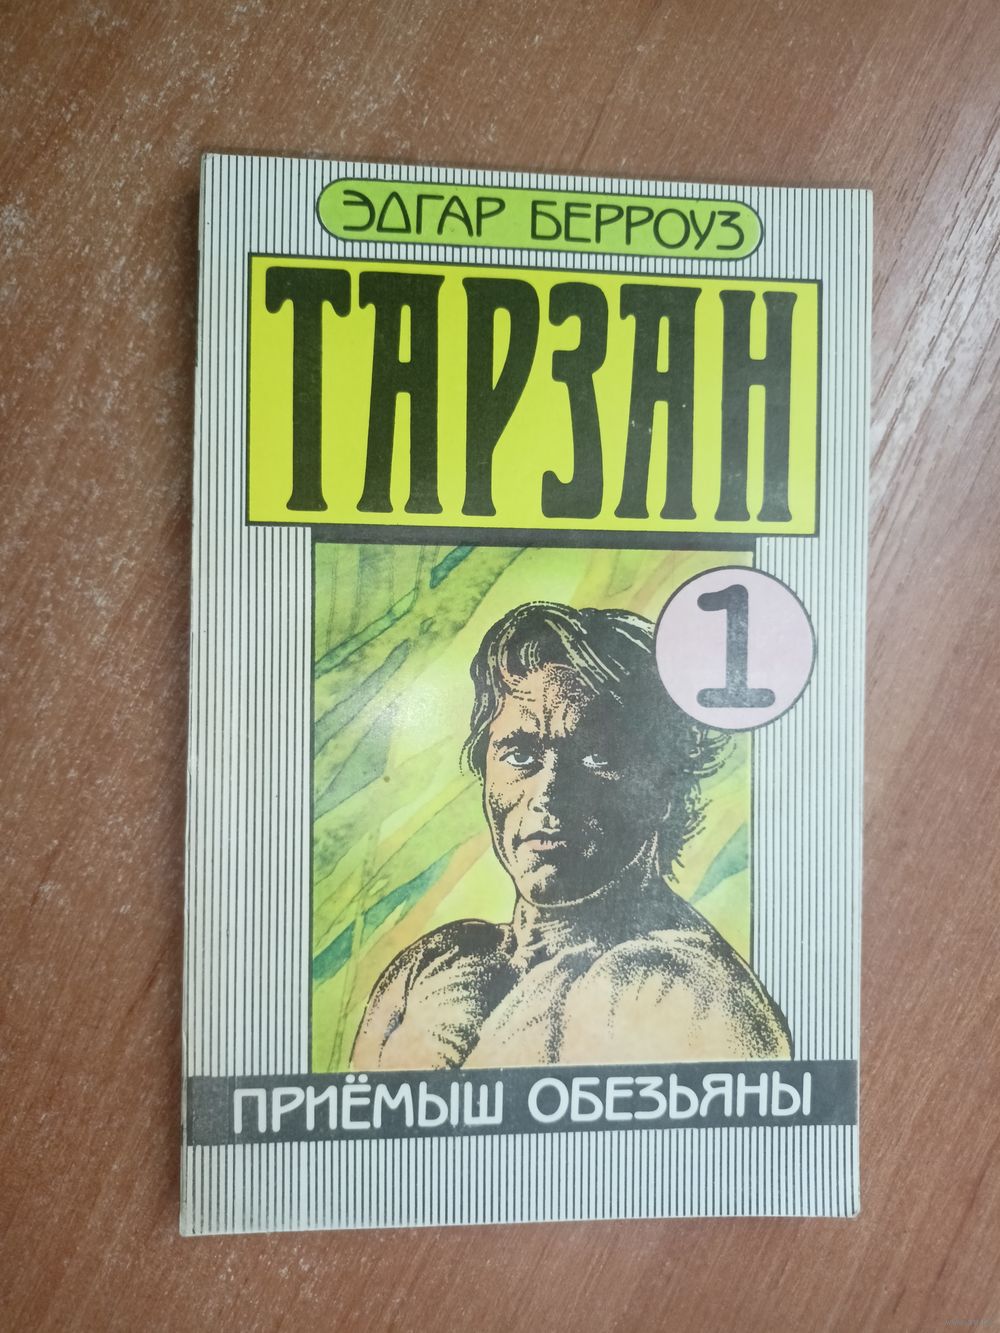 ЭДГАР БЕРРОУЗ
ТАРЗАН
1
ПРИЁМЫШ ОБЕЗЬЯНЫ